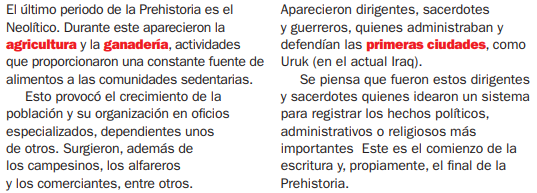 El último periodo de la Prehistoria es el
Neolítico. Durante este aparecieron la
agricultura y la ganadería, actividades
que proporcionaron una constante fuente de
alimentos a las comunidades sedentarias.
Esto provocó el crecimiento de la
población y su organización en oficios
especializados, dependientes unos
de otros. Surgieron, además de
los campesinos, los alfareros
y los comerciantes, entre otros.
Aparecieron dirigentes, sacerdotes
y guerreros, quienes administraban y
defendían las primeras ciudades, como
Uruk (en el actual Iraq).
Se piensa que fueron estos dirigentes
y sacerdotes quienes idearon un sistema
para registrar los hechos políticos,
administrativos o religiosos más
importantes Este es el comienzo de la
escritura y, propiamente, el final de la
Prehistoria.